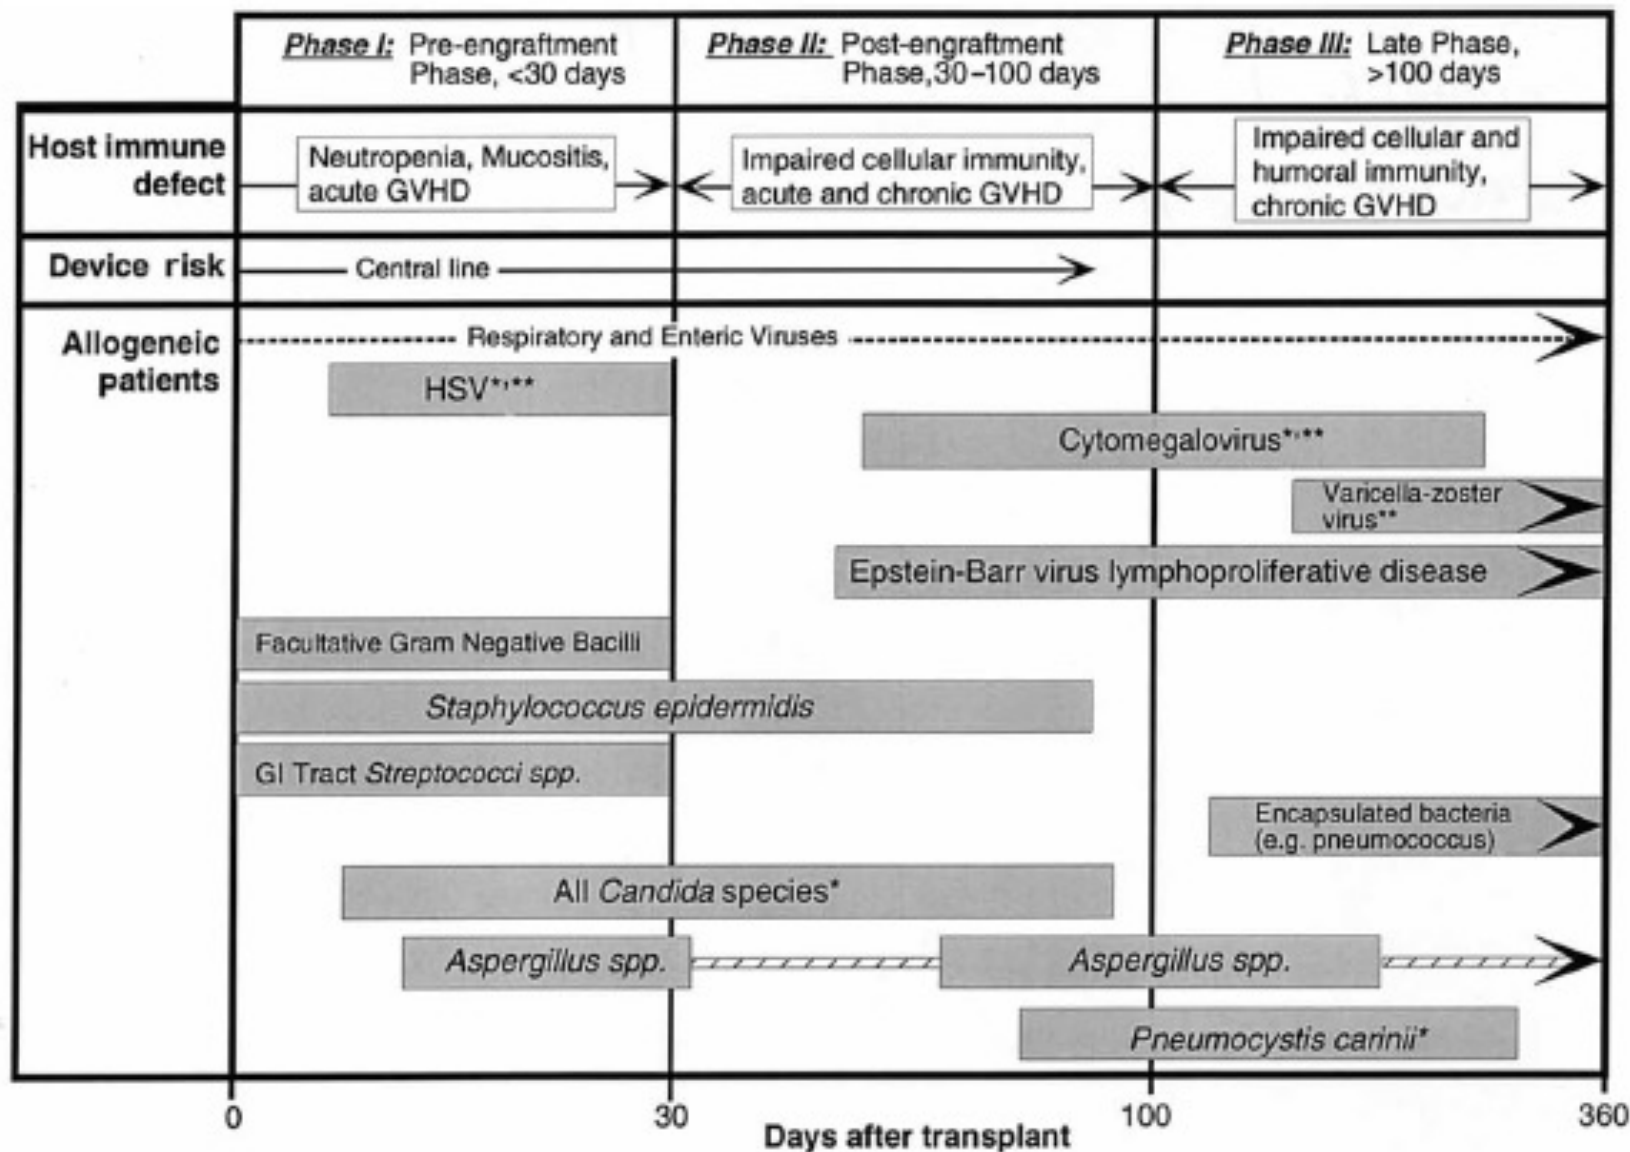 Phase I: Pre-engraftment
Phase, <30 days
Phase II: Post-engraftment
Phase,30-100 days
Phase III: Late Phase,
>100 days
Host immune
defect
Neutropenia, Mucositis,
acute GVHD
Impaired cellular immunity,
acute and chronic GVHD
Impaired cellular and
humoral immunity,
chronic GVHD
Device risk
Central line
Allogeneic
patients
Respiratory and Enteric Viruses
HSV*,**
Cytomegalovirus*,**
Varicella-zoster
virus**
Epstein-Barr virus lymphoproliferative disease
Facultative Gram Negative Bacilli
Staphylococcus epidermidis
GI Tract Streptococci spp.
Encapsulated bacteria
(e.g. pneumococcus)
All Candida species*
Aspergillus spp.
Aspergillus spp.
Pneumocystis carinii*
0
30
100
360
Days after transplant